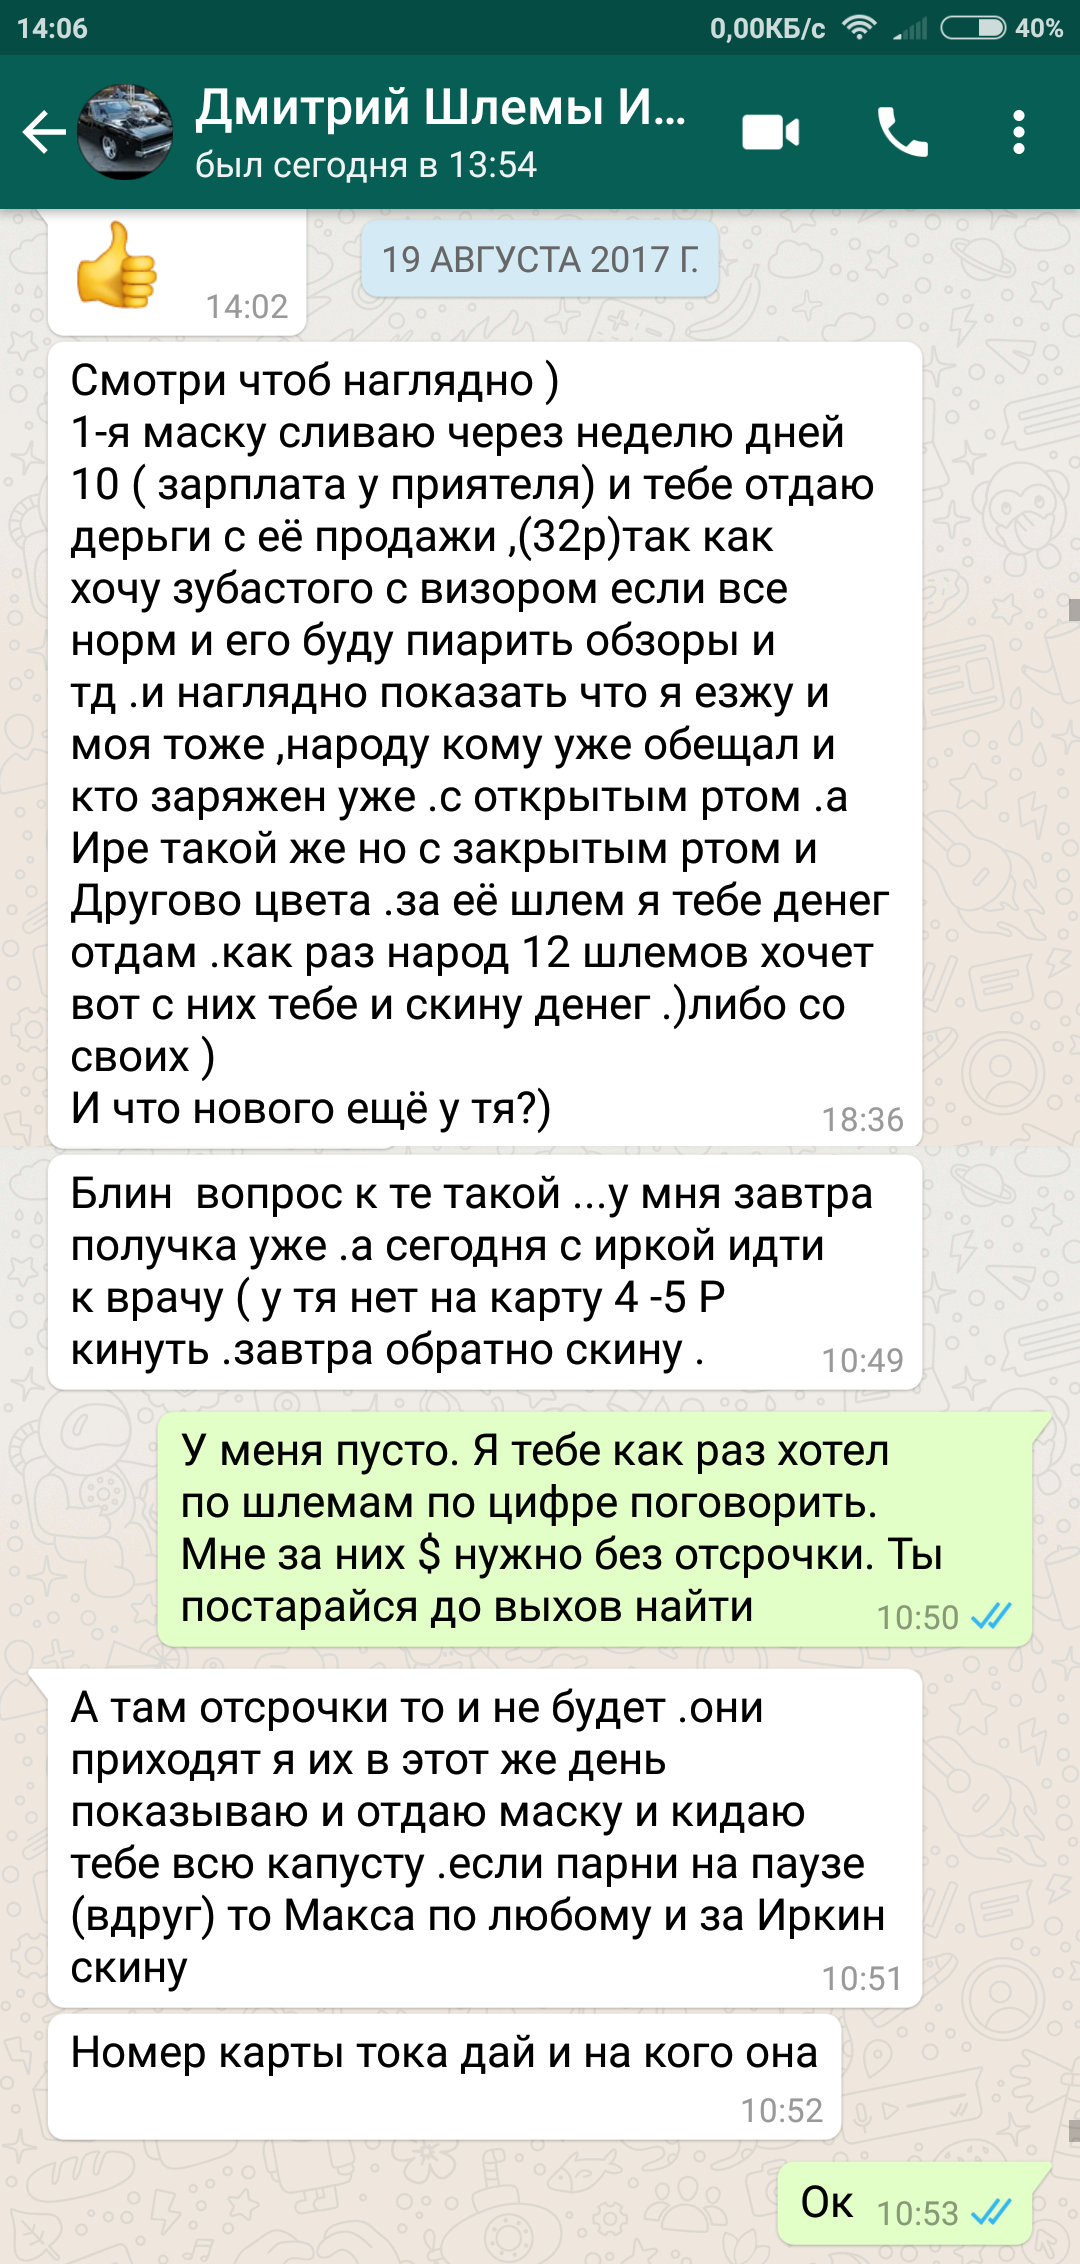 14:06
0,00КБ/с
40%
Дмитрий Шлемы И...
был сегодня в 13:54
19 АВГУСТА 2017 Г.
14:02
Смотри чтоб наглядно )
1-я маску сливаю через неделю дней
10 ( зарплата у приятеля) и тебе отдаю
дерьги с её продажи ,(32р)так как
хочу зубастого с визором если все
норм и его буду пиарить обзоры и
тд .и наглядно показать что я езжу и
моя тоже ,народу кому уже обещал и
кто заряжен уже .с открытым ртом .а
Ире такой же но с закрытым ртом и
Другово цвета .за её шлем я тебе денег
отдам .как раз народ 12 шлемов хочет
вот с них тебе и скину денег .)либо со
своих )
И что нового ещё у тя?)
18:36
Блин  вопрос к те такой ...у мня завтра
получка уже .а сегодня с иркой идти
к врачу ( у тя нет на карту 4 -5 Р
кинуть .завтра обратно скину .
10:49
У меня пусто. Я тебе как раз хотел
по шлемам по цифре поговорить.
Мне за них $ нужно без отсрочки. Ты
постарайся до выхов найти
10:50
А там отсрочки то и не будет .они
приходят я их в этот же день
показываю и отдаю маску и кидаю
тебе всю капусту .если парни на паузе
(вдруг) то Макса по любому и за Иркин
скину
10:51
Номер карты тока дай и на кого она
10:52
Ок
10:53